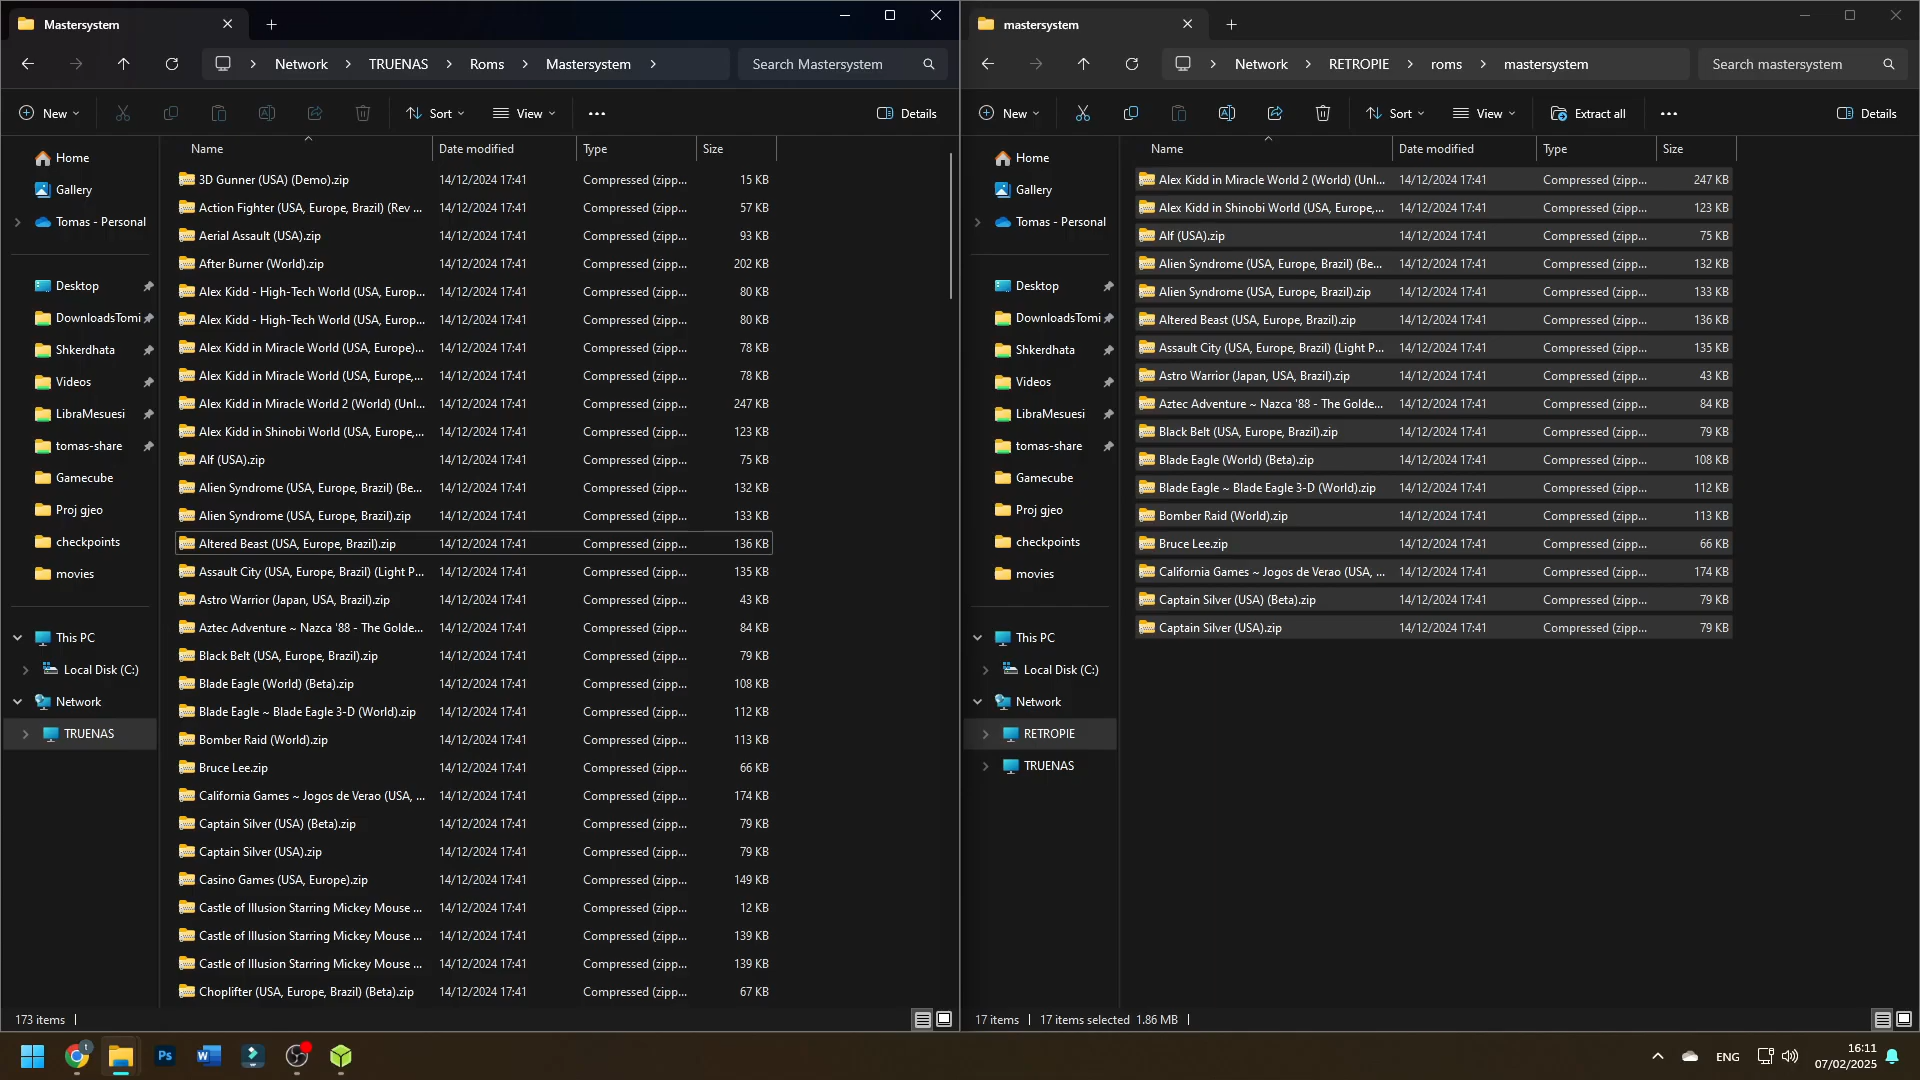 Mastersystem
Network > TRUENAS > Roms > Mastersystem >
Search Mastersystem
New
Sort
View
Details
Home
Gallery
Tomas - Personal
Desktop
DownloadsTomi
Shkerdhata
Videos
LibraMesuesi
tomas-share
Gamecube
Proj gjeo
checkpoints
movies
This PC
Local Disk (C:)
Network
TRUENAS
Name Date modified Type Size
3D Gunner (USA) (Demo).zip 14/12/2024 17:41 Compressed (zipp... 15 KB
Action Fighter (USA, Europe, Brazil) (Rev ... 14/12/2024 17:41 Compressed (zipp... 57 KB
Aerial Assault (USA).zip 14/12/2024 17:41 Compressed (zipp... 93 KB
After Burner (World).zip 14/12/2024 17:41 Compressed (zipp... 202 KB
Alex Kidd - High-Tech World (USA, Europ... 14/12/2024 17:41 Compressed (zipp... 80 KB
Alex Kidd - High-Tech World (USA, Europ... 14/12/2024 17:41 Compressed (zipp... 80 KB
Alex Kidd in Miracle World (USA, Europe)... 14/12/2024 17:41 Compressed (zipp... 78 KB
Alex Kidd in Miracle World (USA, Europe,... 14/12/2024 17:41 Compressed (zipp... 78 KB
Alex Kidd in Miracle World 2 (World) (Unl... 14/12/2024 17:41 Compressed (zipp... 247 KB
Alex Kidd in Shinobi World (USA, Europe,... 14/12/2024 17:41 Compressed (zipp... 123 KB
Alf (USA).zip 14/12/2024 17:41 Compressed (zipp... 75 KB
Alien Syndrome (USA, Europe, Brazil) (Be... 14/12/2024 17:41 Compressed (zipp... 132 KB
Alien Syndrome (USA, Europe, Brazil).zip 14/12/2024 17:41 Compressed (zipp... 133 KB
Altered Beast (USA, Europe, Brazil).zip 14/12/2024 17:41 Compressed (zipp... 136 KB
Assault City (USA, Europe, Brazil) (Light P... 14/12/2024 17:41 Compressed (zipp... 135 KB
Astro Warrior (Japan, USA, Brazil).zip 14/12/2024 17:41 Compressed (zipp... 43 KB
Aztec Adventure ~ Nazca '88 - The Golde... 14/12/2024 17:41 Compressed (zipp... 84 KB
Black Belt (USA, Europe, Brazil).zip 14/12/2024 17:41 Compressed (zipp... 79 KB
Blade Eagle (World) (Beta).zip 14/12/2024 17:41 Compressed (zipp... 108 KB
Blade Eagle ~ Blade Eagle 3-D (World).zip 14/12/2024 17:41 Compressed (zipp... 112 KB
Bomber Raid (World).zip 14/12/2024 17:41 Compressed (zipp... 113 KB
Bruce Lee.zip 14/12/2024 17:41 Compressed (zipp... 66 KB
California Games ~ Jogos de Verao (USA, ... 14/12/2024 17:41 Compressed (zipp... 174 KB
Captain Silver (USA) (Beta).zip 14/12/2024 17:41 Compressed (zipp... 79 KB
Captain Silver (USA).zip 14/12/2024 17:41 Compressed (zipp... 79 KB
Casino Games (USA, Europe).zip 14/12/2024 17:41 Compressed (zipp... 149 KB
Castle of Illusion Starring Mickey Mouse ... 14/12/2024 17:41 Compressed (zipp... 12 KB
Castle of Illusion Starring Mickey Mouse ... 14/12/2024 17:41 Compressed (zipp... 139 KB
Castle of Illusion Starring Mickey Mouse ... 14/12/2024 17:41 Compressed (zipp... 139 KB
Choplifter (USA, Europe, Brazil) (Beta).zip 14/12/2024 17:41 Compressed (zipp... 67 KB
173 items
mastersystem
Network > RETROPIE > roms > mastersystem
Search mastersystem
New
Sort
View
Extract all
Details
Home
Gallery
Tomas - Personal
Desktop
DownloadsTomi
Shkerdhata
Videos
LibraMesuesi
tomas-share
Gamecube
Proj gjeo
checkpoints
movies
This PC
Local Disk (C:)
Network
RETROPIE
TRUENAS
Name Date modified Type Size
Alex Kidd in Miracle World 2 (World) (Unl... 14/12/2024 17:41 Compressed (zipp... 247 KB
Alex Kidd in Shinobi World (USA, Europe,... 14/12/2024 17:41 Compressed (zipp... 123 KB
Alf (USA).zip 14/12/2024 17:41 Compressed (zipp... 75 KB
Alien Syndrome (USA, Europe, Brazil) (Be... 14/12/2024 17:41 Compressed (zipp... 132 KB
Alien Syndrome (USA, Europe, Brazil).zip 14/12/2024 17:41 Compressed (zipp... 133 KB
Altered Beast (USA, Europe, Brazil).zip 14/12/2024 17:41 Compressed (zipp... 136 KB
Assault City (USA, Europe, Brazil) (Light P... 14/12/2024 17:41 Compressed (zipp... 135 KB
Astro Warrior (Japan, USA, Brazil).zip 14/12/2024 17:41 Compressed (zipp... 43 KB
Aztec Adventure ~ Nazca '88 - The Golde... 14/12/2024 17:41 Compressed (zipp... 84 KB
Black Belt (USA, Europe, Brazil).zip 14/12/2024 17:41 Compressed (zipp... 79 KB
Blade Eagle (World) (Beta).zip 14/12/2024 17:41 Compressed (zipp... 108 KB
Blade Eagle ~ Blade Eagle 3-D (World).zip 14/12/2024 17:41 Compressed (zipp... 112 KB
Bomber Raid (World).zip 14/12/2024 17:41 Compressed (zipp... 113 KB
Bruce Lee.zip 14/12/2024 17:41 Compressed (zipp... 66 KB
California Games ~ Jogos de Verao (USA, ... 14/12/2024 17:41 Compressed (zipp... 174 KB
Captain Silver (USA) (Beta).zip 14/12/2024 17:41 Compressed (zipp... 79 KB
Captain Silver (USA).zip 14/12/2024 17:41 Compressed (zipp... 79 KB
17 items 17 items selected 1.86 MB
t
Ps
W
ENG
16:11
07/02/2025